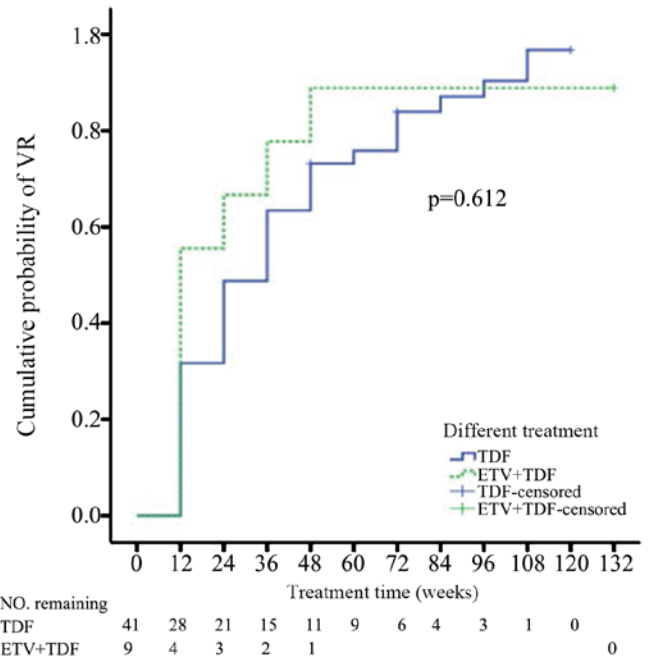 Cumulative probability of VR
1.8
0.8
0.6
0.4
0.2
0.0
p=0.612
Different treatment
TDF
ETV+TDF
TDF-censored
ETV+TDF-censored
0 12 24 36 48 60 72 84 96 108 120 132
Treatment time (weeks)
NO. remaining
TDF 41 28 21 15 11 9 6 4 3 1 0
ETV+TDF 9 4 3 2 1 0